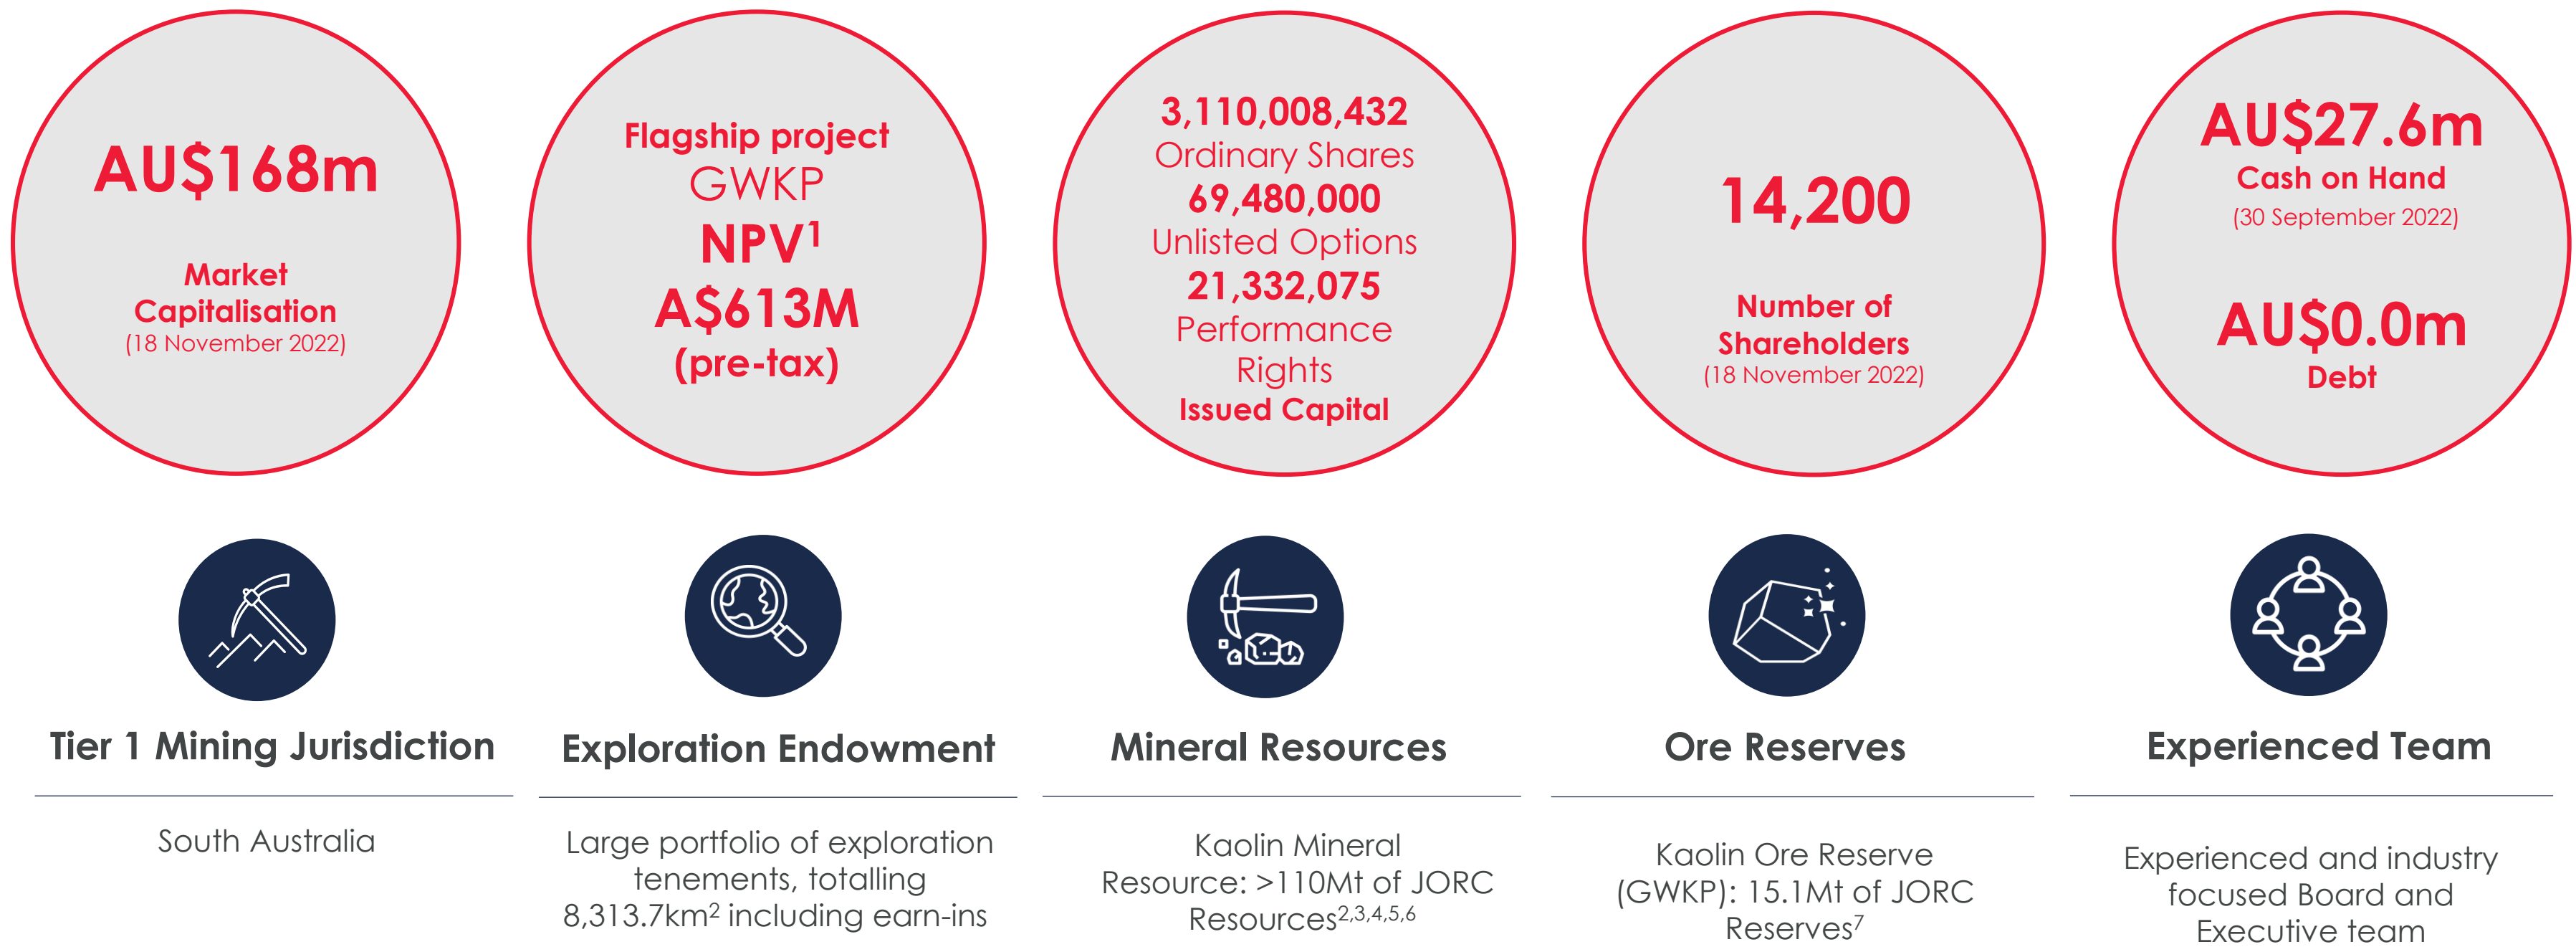 AU$168m
Market
Capitalisation
(18 November 2022)
Flagship project
GWKP
NPV¹
A$613M
(pre-tax)
3,110,008,432
Ordinary Shares
69,480,000
Unlisted Options
21,332,075
Performance
Rights
Issued Capital
14,200
Number of
Shareholders
(18 November 2022)
AU$27.6m
Cash on Hand
(30 September 2022)
AU$0.0m
Debt
Tier 1 Mining Jurisdiction
South Australia
Exploration Endowment
Large portfolio of exploration
tenements, totalling
8,313.7km² including earn-ins
Mineral Resources
Kaolin Mineral
Resource: >110Mt of JORC
Resources²,³,⁴,⁵,⁶
Ore Reserves
Kaolin Ore Reserve
(GWKP): 15.1Mt of JORC
Reserves⁷
Experienced Team
Experienced and industry
focused Board and
Executive team